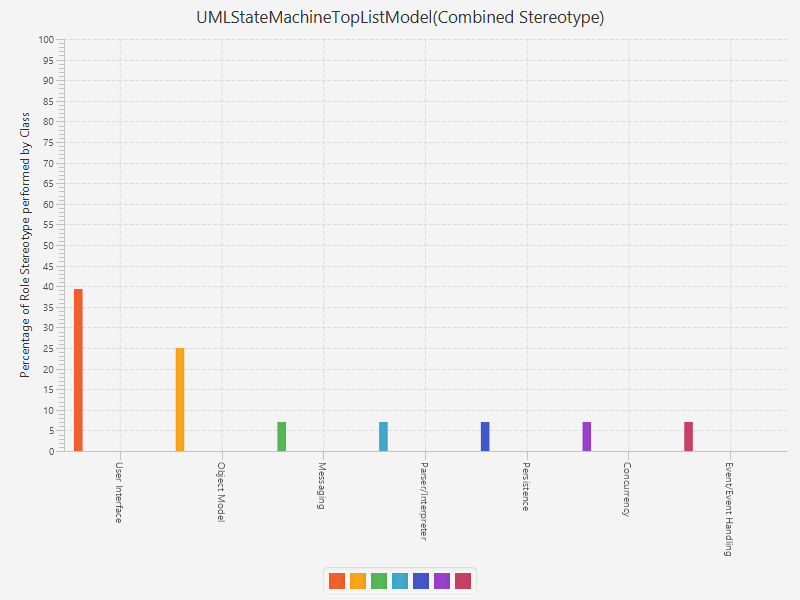 UMLStateMachineTopListModel(Combined Stereotype)
Percentage of Role Stereotype performed by Class
100
95
90
85
80
75
70
65
60
55
50
45
40
35
30
25
20
15
10
5
0
User Interface
Object Model
Messaging
Parser/Interpreter
Persistence
Concurrency
Event/Event Handling